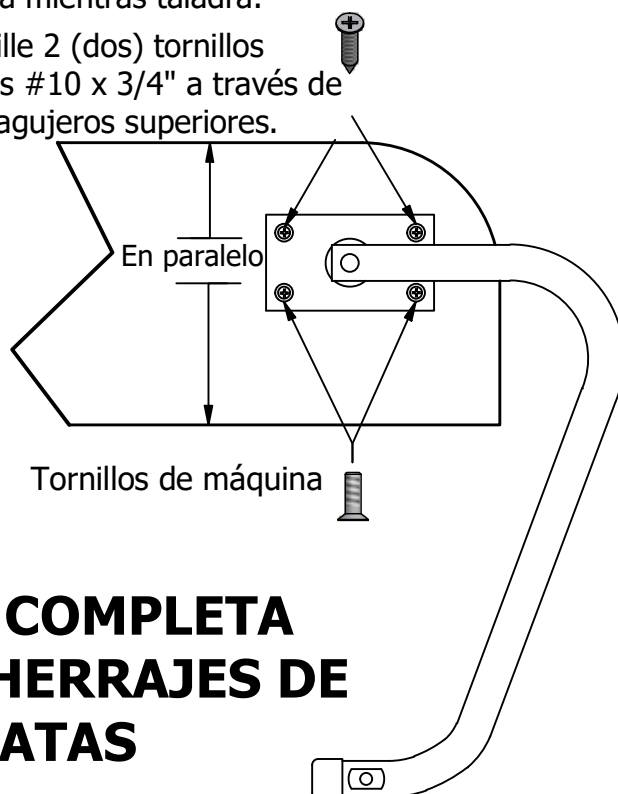 a mientras taladra.
ille 2 (dos) tornillos
s #10 x 3/4" a través de
agujeros superiores.
En paralelo
Tornillos de máquina
COMPLETA
HERRAJES DE
ATAS